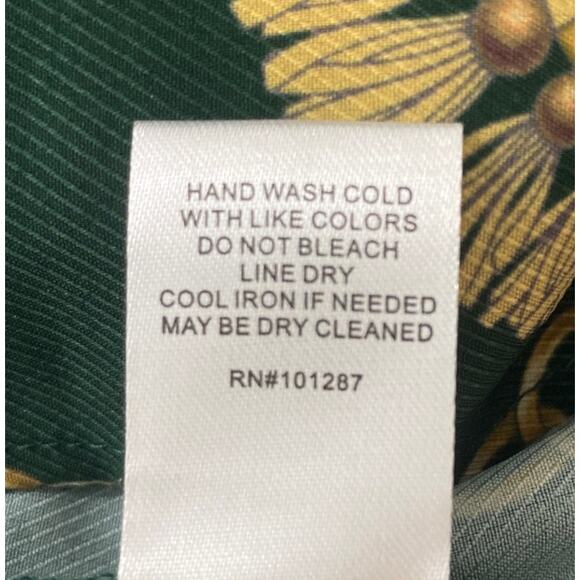 HAND WASH COLD
WITH LIKE COLORS
DO NOT BLEACH
LINE DRY
COOL IRON IF NEEDED
MAY BE DRY CLEANED
RN#101287